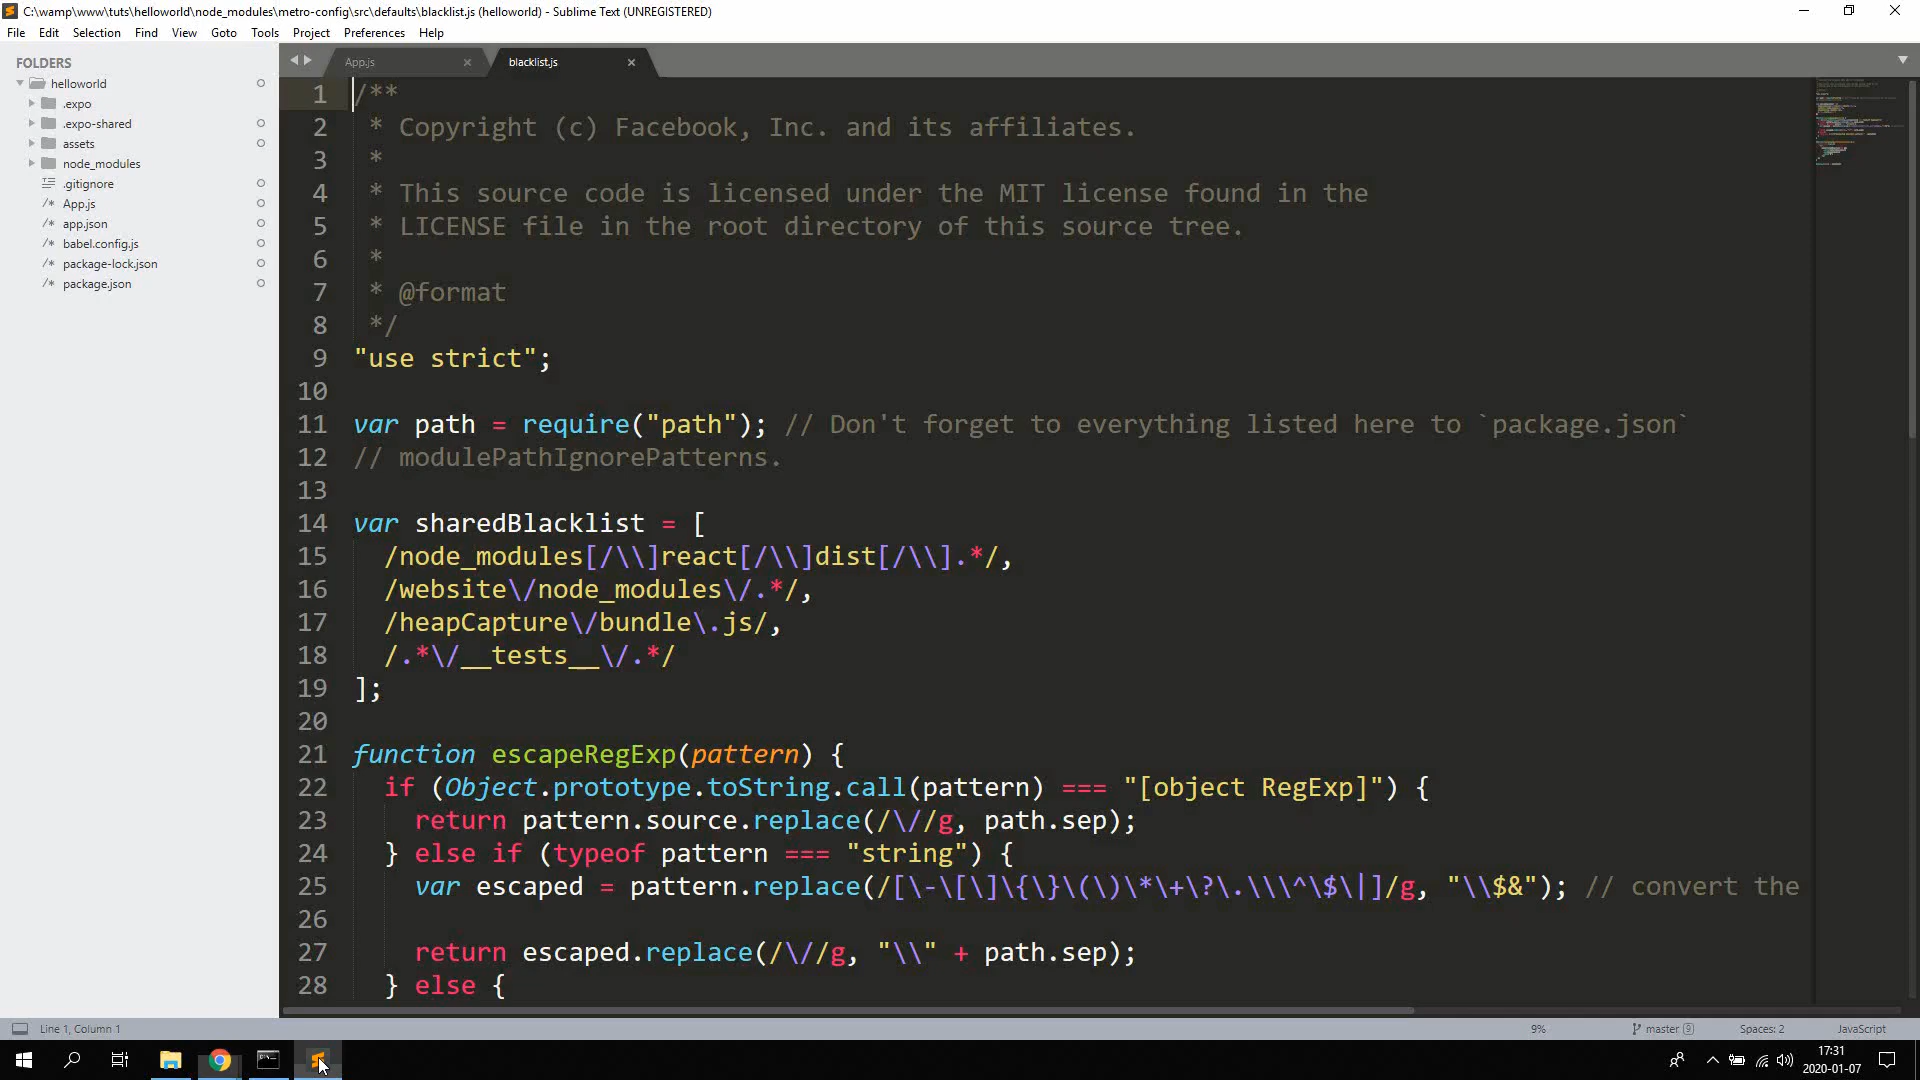 C:\wamp\www\tuts\helloworld\node_modules\metro-config\src\defaults\blacklist.js (helloworld) - Sublime Text (UNREGISTERED)
File Edit Selection Find View Goto Tools Project Preferences Help
FOLDERS
helloworld
.expo
.expo-shared
assets
node_modules
.gitignore
App.js
app.json
babel.config.js
package-lock.json
package.json
App.js
blacklist.js
1 /**
2  * Copyright (c) Facebook, Inc. and its affiliates.
3  *
4  * This source code is licensed under the MIT license found in the
5  * LICENSE file in the root directory of this source tree.
6  *
7  * @format
8  */
9 "use strict";
10
11 var path = require("path"); // Don't forget to everything listed here to `package.json`
12 // modulePathIgnorePatterns.
13
14 var sharedBlacklist = [
15   /node_modules[/\\]react[/\\]dist[/\\].*/,
16   /website\/node_modules\/.*/,
17   /heapCapture\/bundle\.js/,
18   /.*\/__tests__\/.*/
19 ];
20
21 function escapeRegExp(pattern) {
22   if (Object.prototype.toString.call(pattern) === "[object RegExp]") {
23     return pattern.source.replace(/\//g, path.sep);
24   } else if (typeof pattern === "string") {
25     var escaped = pattern.replace(/[\-\[\]\{\}\(\)\*\+\?\.\\\^\$\|]/g, "\\$&"); // convert the
26
27     return escaped.replace(/\//g, "\\" + path.sep);
28   } else {
Line 1, Column 1
9%
master 9
Spaces: 2
JavaScript
17:31
2020-01-07